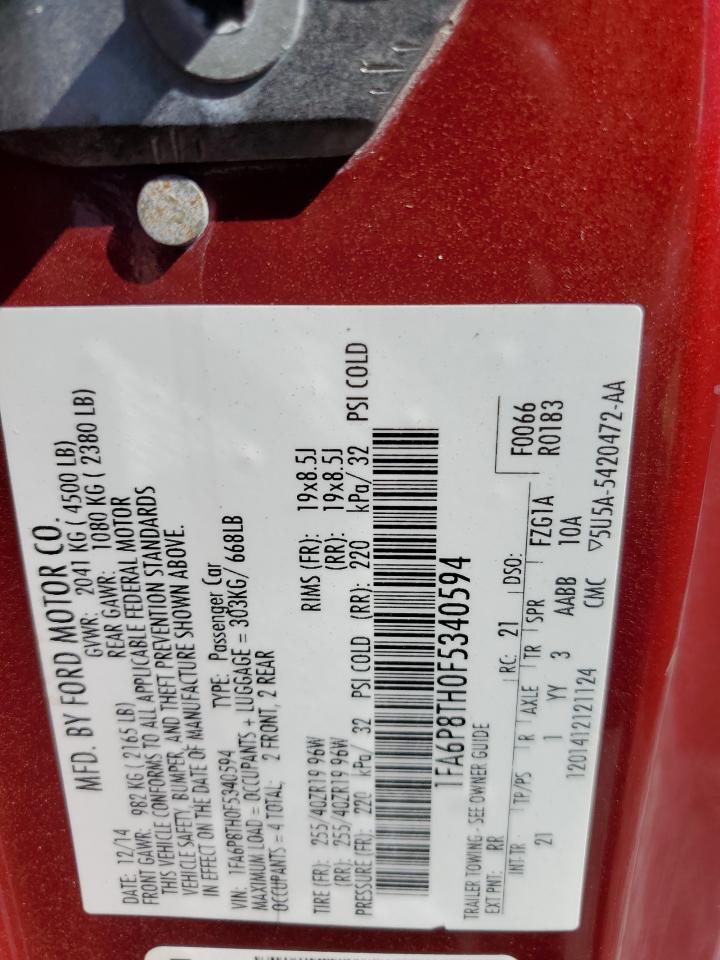 MFD. BY FORD MOTOR CO.
DATE: 12/14 GVWR: 2041 KG ( 4500 LB)
FRONT GAWR: 982 KG ( 2165 LB) REAR GAWR: 1080 KG ( 2380 LB)
THIS VEHICLE CONFORMS TO ALL APPLICABLE FEDERAL MOTOR
VEHICLE SAFETY, BUMPER, AND THEFT PREVENTION STANDARDS
IN EFFECT ON THE DATE OF MANUFACTURE SHOWN ABOVE.
VIN: 1FA6P8TH0F5340594 TYPE: Passenger Car
MAXIMUM LOAD = OCCUPANTS + LUGGAGE = 303KG/ 668LB
OCCUPANTS = 4 TOTAL: 2 FRONT, 2 REAR
TIRE (FR): 255/40ZR19 96W RIMS (FR): 19x8.5J
(RR): 255/40ZR19 96W (RR): 19x8.5J
PRESSURE (FR): 220 kPa/ 32 PSI COLD (RR): 220 kPa/ 32 PSI COLD
1FA6P8TH0F5340594
TRAILER TOWING - SEE OWNER GUIDE
EXT PNT: RR RC: 21 DSO: F0066
R01B3
INT TR TP/PS R AXLE TR SPR FZG1A
21 1 YY 3 AABB 10A
1201412121124 CMC ▽5U5A-5420472-AA